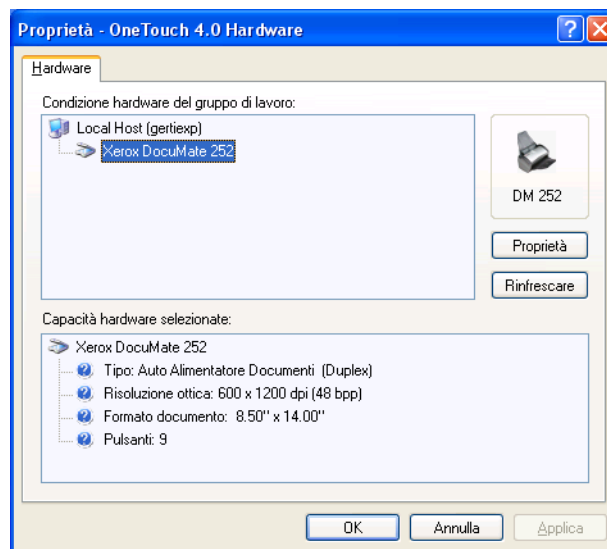 Proprietà - OneTouch 4.0 Hardware
Hardware
Condizione hardware del gruppo di lavoro:
Local Host (gertiexp)
Xerox DocuMate 252
DM 252
Proprietà
Rinfrescare
Capacità hardware selezionate:
Xerox DocuMate 252
Tipo: Auto Alimentatore Documenti (Duplex)
Risoluzione ottica: 600 x 1200 dpi (48 bpp)
Formato documento: 8.50'' x 14.00''
Pulsanti: 9
OK Annulla Applica